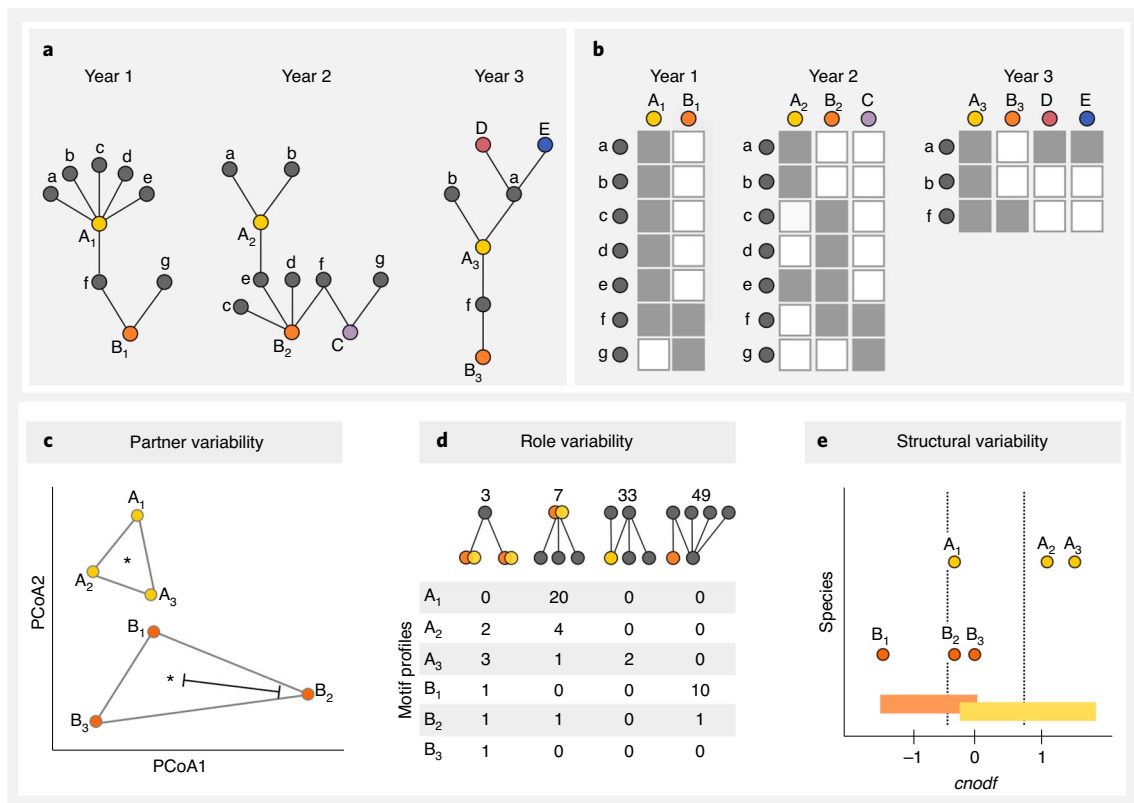 a
Year 1
Year 2
Year 3
a b c d e
A1
f g
B1
a b
A2
c e d f g
B2
C
D E
b a
A3
f
B3
b
Year 1
Year 2
Year 3
A1 B1
A2 B2 C
A3 B3 D E
a
b
c
d
e
f
g
a
b
c
d
e
f
g
a
b
f
c Partner variability
A1
A2
A3
B1
*
*
B2
B3
PCoA2
PCoA1
d Role variability
3 7 33 49
Motif profiles
A1 0 20 0 0
A2 2 4 0 0
A3 3 1 2 0
B1 1 0 0 10
B2 1 1 0 1
B3 1 0 0 0
e Structural variability
Species
A1 A2 A3
B1 B2 B3
–1 0 1
cnodf